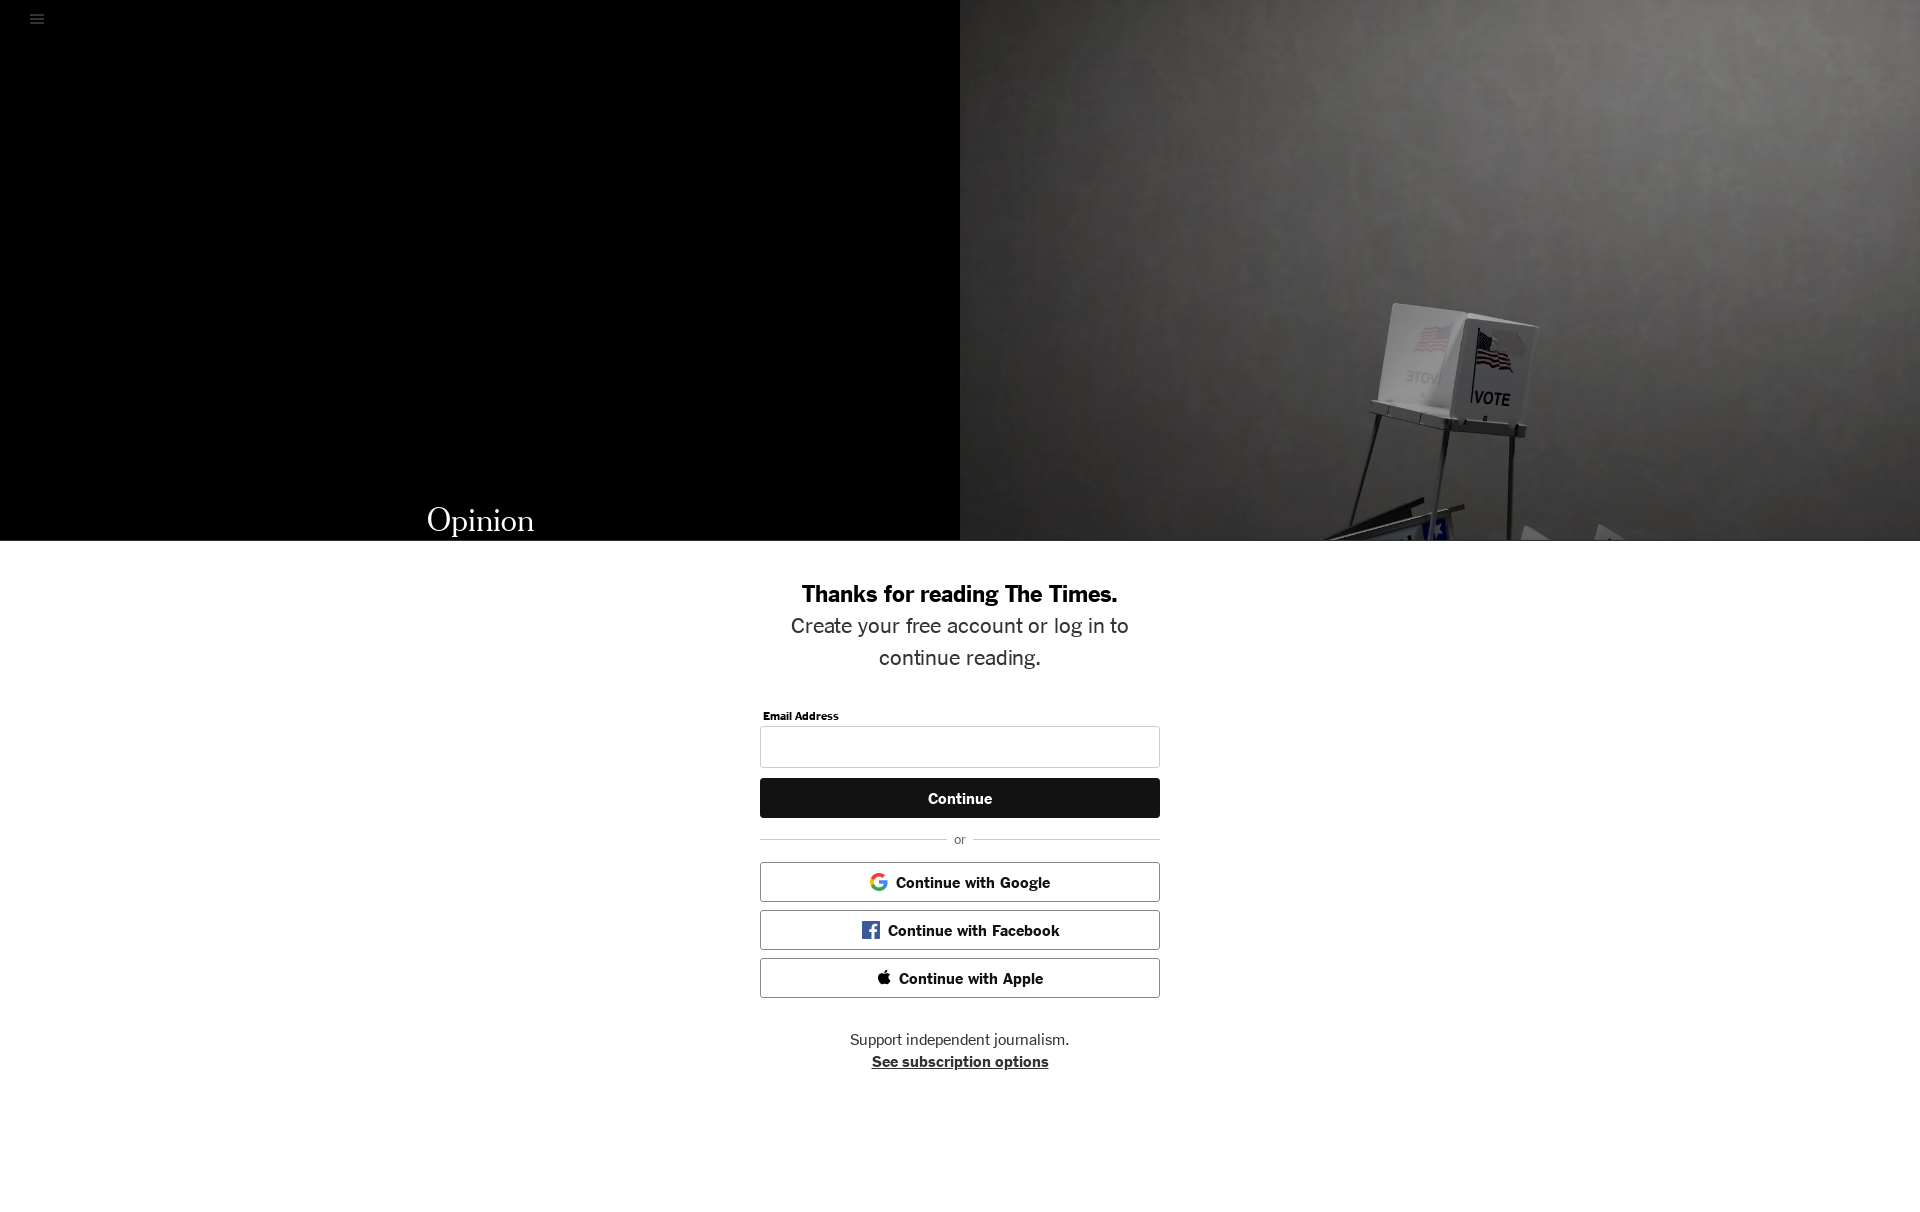 VOTE
VOTE
Opinion
Thanks for reading The Times.
Create your free account or log in to
continue reading.
Email Address
Continue
or
Continue with Google
Continue with Facebook
Continue with Apple
Support independent journalism.
See subscription options